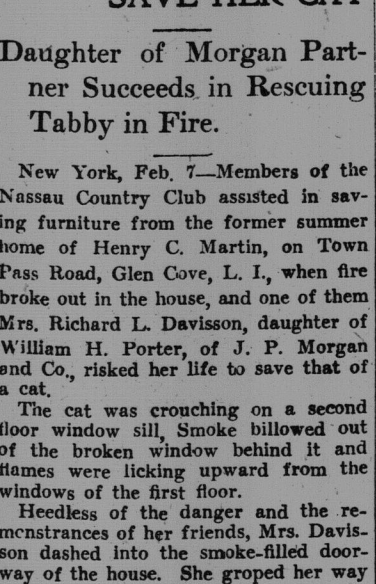 SAVE HER CAT
Daughter of Morgan Part-
ner Succeeds in Rescuing
Tabby in Fire.
New York, Feb. 7—Members of the
Nassau Country Club assisted in sav-
ing furniture from the former summer
home of Henry C. Martin, on Town
Pass Road, Glen Cove, L. I., when fire
broke out in the house, and one of them
Mrs. Richard L. Davisson, daughter of
William H. Porter, of J. P. Morgan
and Co., risked her life to save that of
a cat.
The cat was crouching on a second
floor window sill, Smoke billowed out
of the broken window behind it and
flames were licking upward from the
windows of the first floor.
Heedless of the danger and the re-
monstrances of her friends, Mrs. Davis-
son dashed into the smoke-filled door-
way of the house. She groped her way